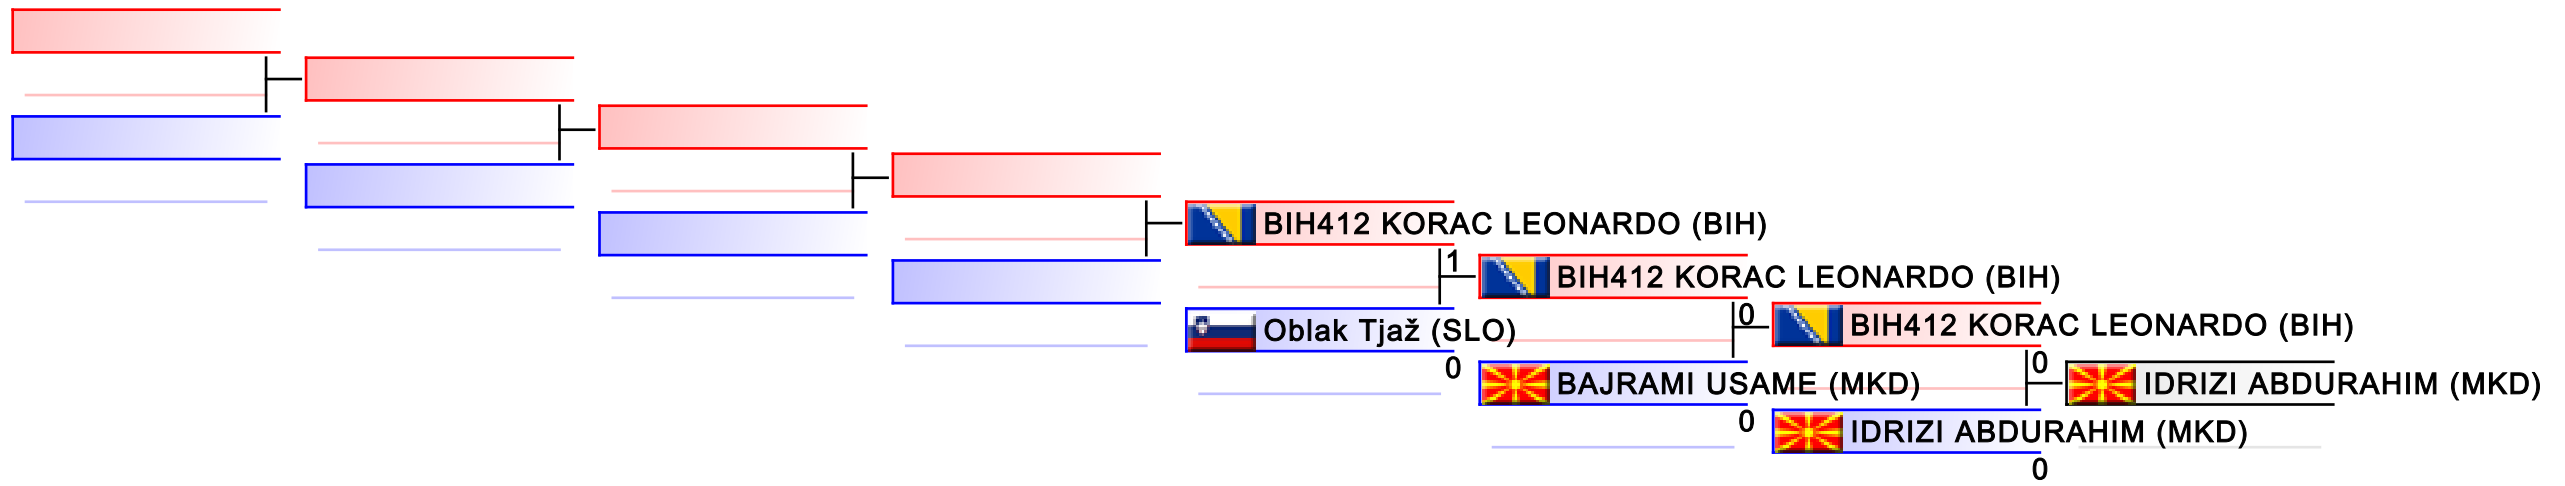 BIH412 KORAC LEONARDO (BIH)
1
BIH412 KORAC LEONARDO (BIH)
Oblak Tjaž (SLO)
0
0
BIH412 KORAC LEONARDO (BIH)
BAJRAMI USAME (MKD)
0
0
IDRIZI ABDURAHIM (MKD)
IDRIZI ABDURAHIM (MKD)
0